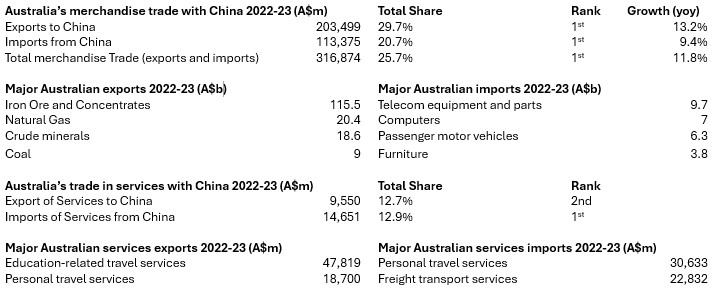 Australia's merchandise trade with China 2022-23 (A$m) Total Share Rank Growth (yoy)
Exports to China 203,499 29.7% 1st 13.2%
Imports from China 113,375 20.7% 1st 9.4%
Total merchandise Trade (exports and imports) 316,874 25.7% 1st 11.8%
Major Australian exports 2022-23 (A$b) Major Australian imports 2022-23 (A$b)
Iron Ore and Concentrates 115.5 Telecom equipment and parts 9.7
Natural Gas 20.4 Computers 7
Crude minerals 18.6 Passenger motor vehicles 6.3
Coal 9 Furniture 3.8
Australia's trade in services with China 2022-23 (A$m) Total Share Rank
Export of Services to China 9,550 12.7% 2nd
Imports of Services from China 14,651 12.9% 1st
Major Australian services exports 2022-23 (A$m) Major Australian services imports 2022-23 (A$m)
Education-related travel services 47,819 Personal travel services 30,633
Personal travel services 18,700 Freight transport services 22,832